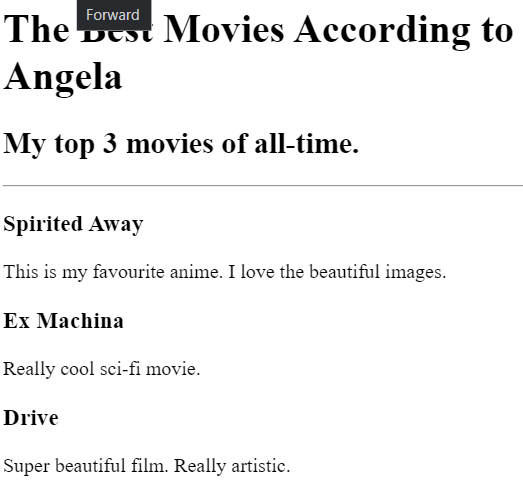 Forward
The Best Movies According to
Angela
My top 3 movies of all-time.
Spirited Away
This is my favourite anime. I love the beautiful images.
Ex Machina
Really cool sci-fi movie.
Drive
Super beautiful film. Really artistic.